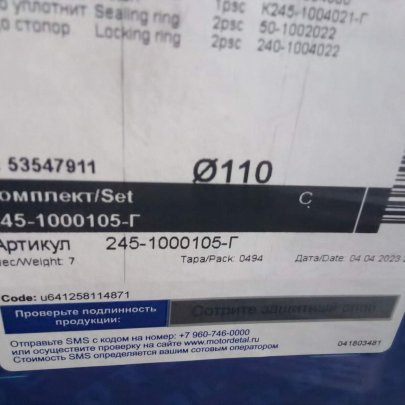 уплотнит Sealing ring 1psc К245-1004021-Г
2psc 50-1002022
стопор Locking ring 2psc 240-1004022
53547911 Ø110
омплект/Set С
45-1000105-Г
Артикул 245-1000105-Г
Вес/Weight: 7 Тара/Pack: 0494 Дата/Date: 04 04 2023
Code: u641258114871
Проверьте подлинность
продукции:
Сотрите защитный слой
Отправьте SMS с кодом на номер: +7 960-746-0000
или осуществите проверку на сайте www.motordetal.ru
Стоимость SMS определяется вашим сотовым оператором
041803481